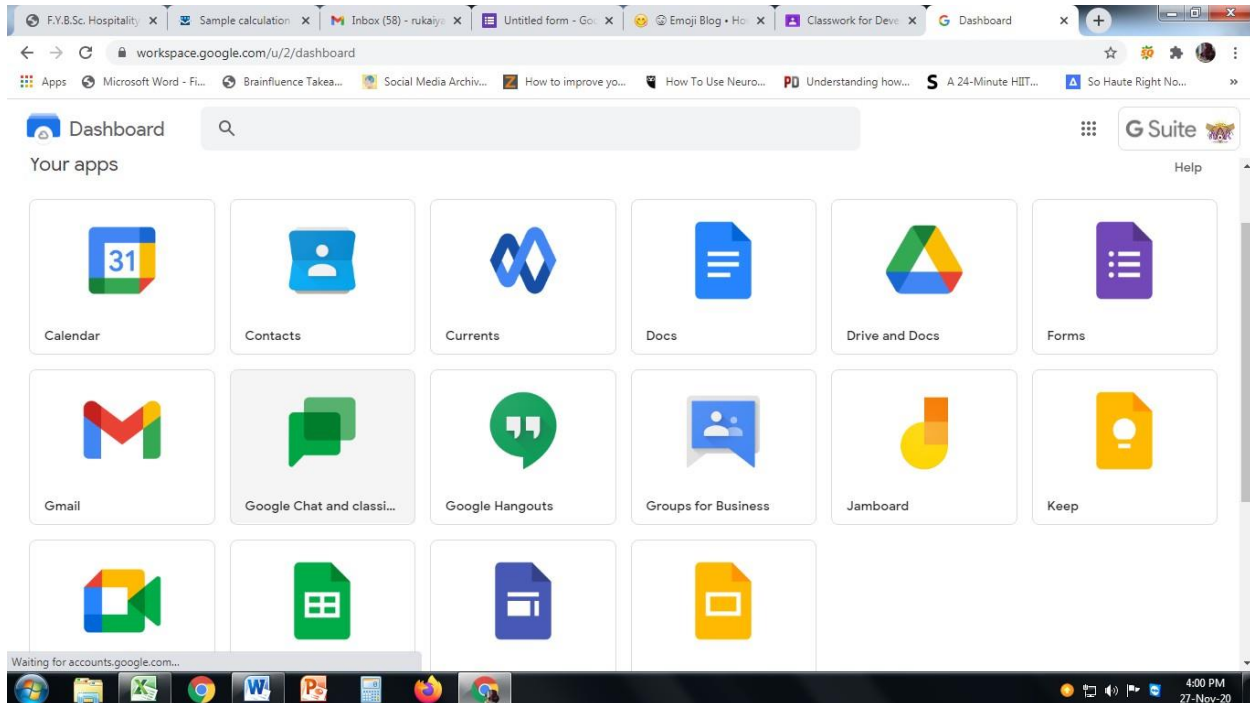 F.Y.B.Sc. Hospitality
Sample calculation
Inbox (58) - rukaiya
Untitled form - Goo
Emoji Blog • Ho
Classwork for Deve
Dashboard
workspace.google.com/u/2/dashboard
Apps
Microsoft Word - Fi...
Brainfluence Takea...
Social Media Archiv...
How to improve yo...
How To Use Neuro...
PD Understanding how...
S A 24-Minute HIIT...
So Haute Right No...
»
Dashboard
G Suite
Your apps
Help
31
Calendar
Contacts
Currents
Docs
Drive and Docs
Forms
Gmail
Google Chat and classi...
Google Hangouts
Groups for Business
Jamboard
Keep
Waiting for accounts.google.com...
4:00 PM
27-Nov-20